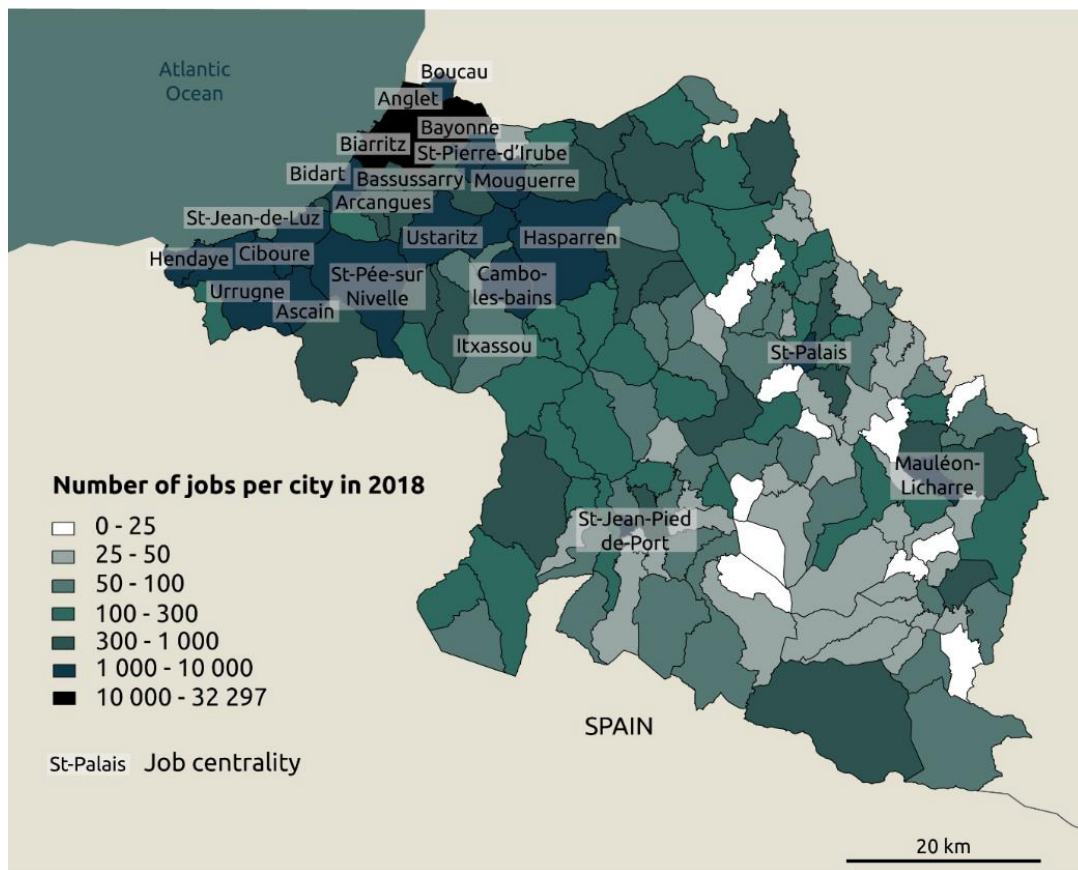 Atlantic
Ocean
Boucau
Anglet
Bayonne
Biarritz
St-Pierre-d'Irube
Bidart
Bassussarry
Mouguerre
Arcangues
St-Jean-de-Luz
Ustaritz
Hasparren
Hendaye
Ciboure
St-Pée-sur
Nivelle
Cambo-
les-bains
Urrugne
Ascain
Itxassou
St-Palais
Mauléon-
Licharre
St-Jean-Pied
de-Port
Number of jobs per city in 2018
0 - 25
25 - 50
50 - 100
100 - 300
300 - 1 000
1 000 - 10 000
10 000 - 32 297
St-Palais Job centrality
SPAIN
20 km